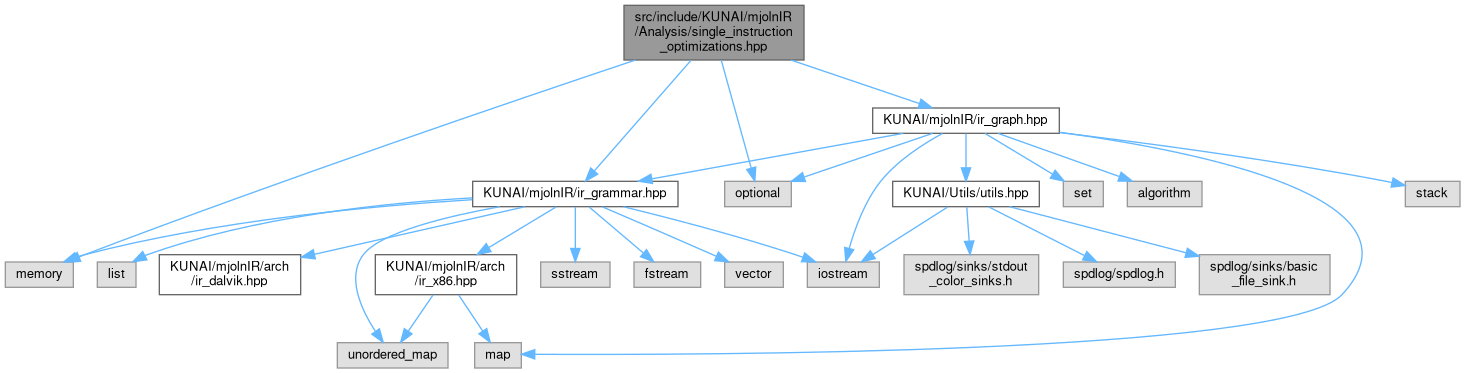 src/include/KUNAI/mjolnIR
/Analysis/single_instruction
_optimizations.hpp
KUNAI/mjolnIR/ir_graph.hpp
KUNAI/mjolnIR/ir_grammar.hpp
optional
KUNAI/Utils/utils.hpp
set
algorithm
stack
memory
list
KUNAI/mjolnIR/arch
/ir_dalvik.hpp
KUNAI/mjolnIR/arch
/ir_x86.hpp
sstream
fstream
vector
iostream
spdlog/sinks/stdout
_color_sinks.h
spdlog/spdlog.h
spdlog/sinks/basic
_file_sink.h
unordered_map
map